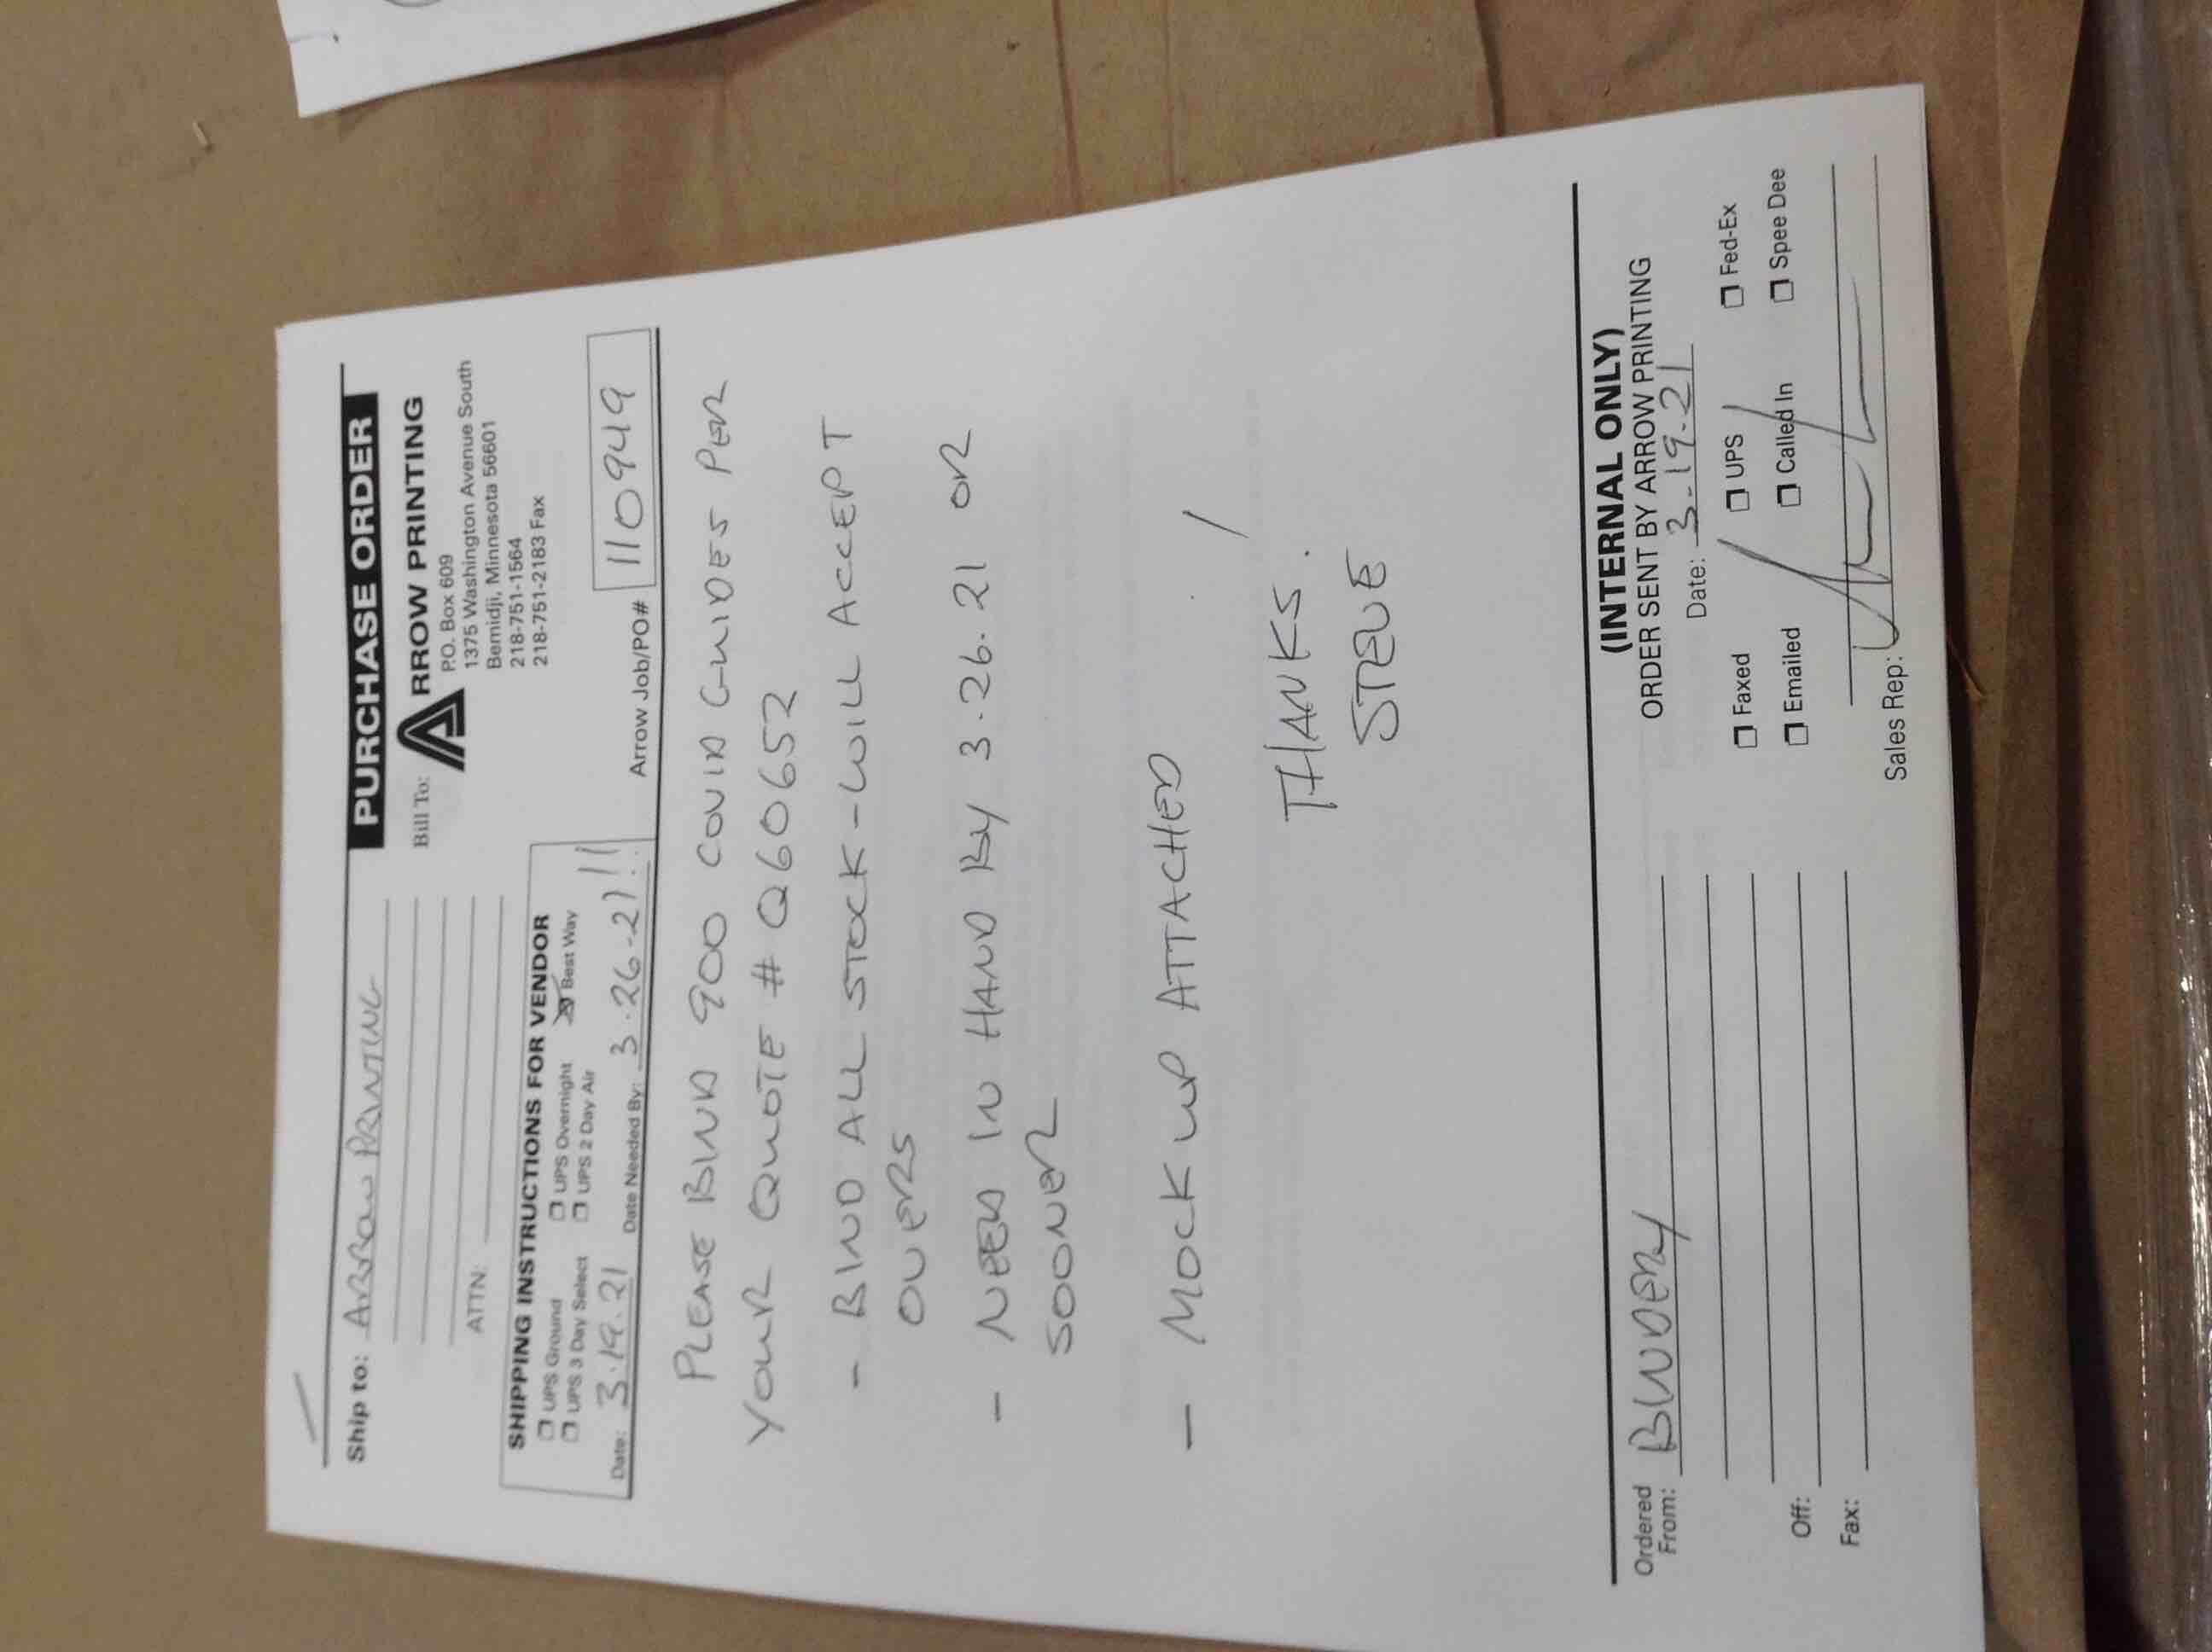 PURCHASE ORDER
Ship to: ARROW PRINTING
ATTN:
Bill To:
ARROW PRINTING
P.O. Box 609
1375 Washington Avenue South
Bemidji, Minnesota 56601
218-751-1564
218-751-2183 Fax
SHIPPING INSTRUCTIONS FOR VENDOR
UPS Ground UPS Overnight Best Way
UPS 3 Day Select UPS 2 Day Air
Date: 3.19.21 Date Needed By: 3.26-21!!
Arrow Job/PO# 110949
PLEASE BIND 900 COVID GUIDES PER
YOUR QUOTE # Q60652
- BIND ALL STOCK-WILL ACCEPT
OVERS
- NEED IN HAND BY 3.26.21 OR
SOONER
- MOCK UP ATTACHED
THANKS!
STEVE
Ordered
From: BINDERY
Off:
Fax:
(INTERNAL ONLY)
ORDER SENT BY ARROW PRINTING
Date: 3-19-21
Faxed UPS Fed-Ex
Emailed Called In Spee Dee
Sales Rep: